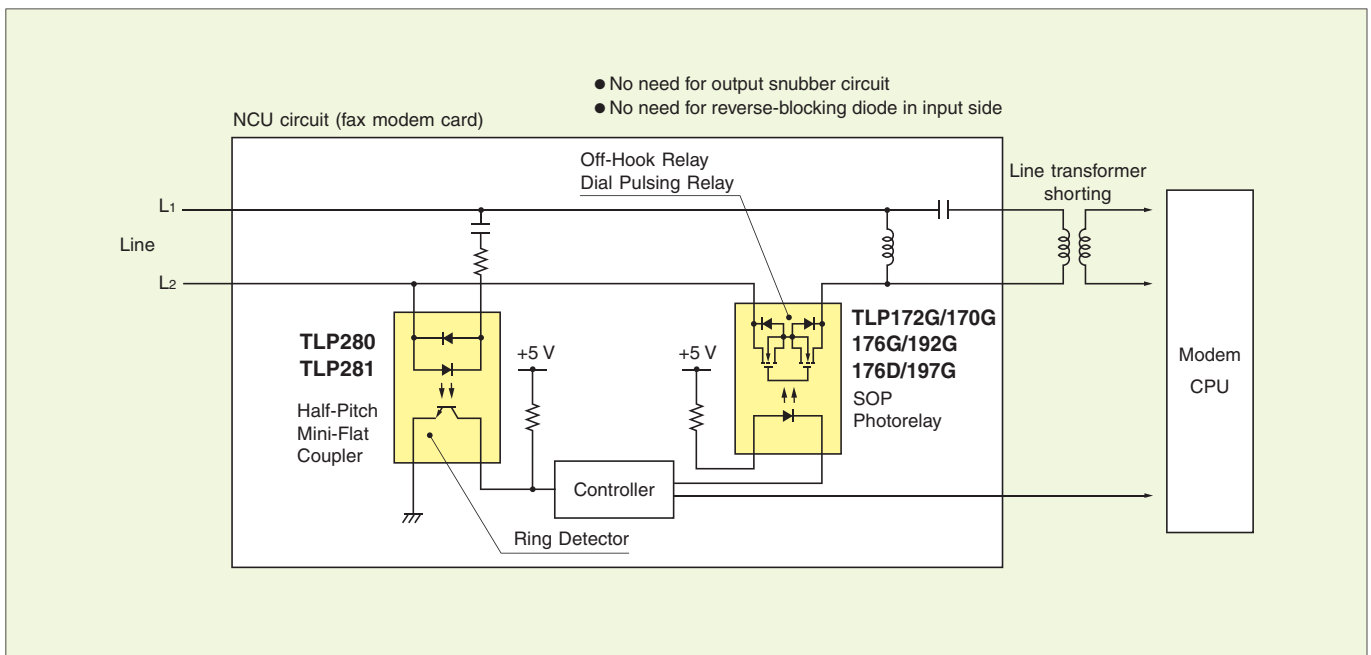 ● No need for output snubber circuit
● No need for reverse-blocking diode in input side
NCU circuit (fax modem card)
Off-Hook Relay
Dial Pulsing Relay
Line transformer
shorting
L1
Line
L2
TLP280
TLP281
Half-Pitch
Mini-Flat
Coupler
+5 V
+5 V
TLP172G/170G
176G/192G
176D/197G
SOP
Photorelay
Modem
CPU
Controller
Ring Detector